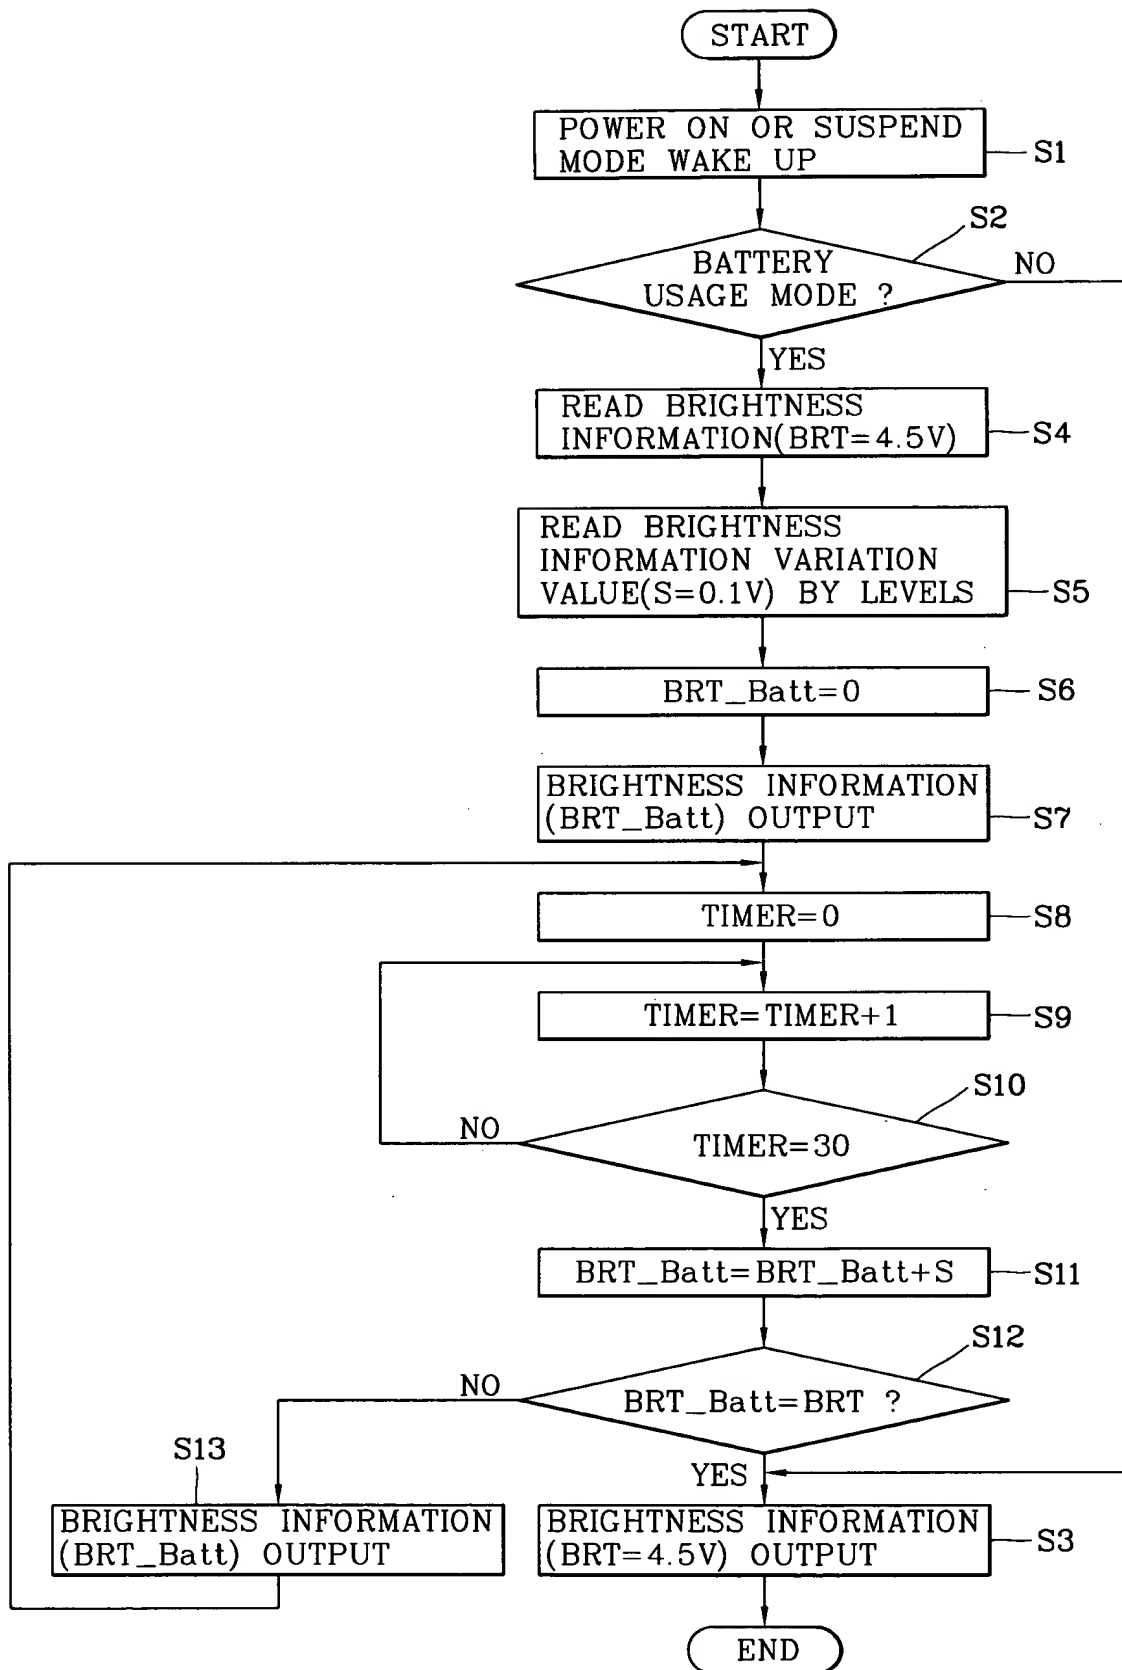 START
POWER ON OR SUSPEND
MODE WAKE UP
S1
S2
BATTERY
USAGE MODE ?
NO
YES
READ BRIGHTNESS
INFORMATION(BRT=4.5V)
S4
READ BRIGHTNESS
INFORMATION VARIATION
VALUE(S=0.1V) BY LEVELS
S5
BRT_Batt=0
S6
BRIGHTNESS INFORMATION
(BRT_Batt) OUTPUT
S7
TIMER=0
S8
TIMER=TIMER+1
S9
S10
NO
TIMER=30
YES
BRT_Batt=BRT_Batt+S
S11
S12
NO
BRT_Batt=BRT ?
YES
S13
BRIGHTNESS INFORMATION
(BRT_Batt) OUTPUT
BRIGHTNESS INFORMATION
(BRT=4.5V) OUTPUT
S3
END